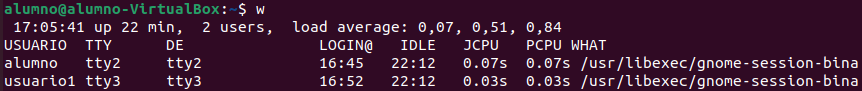 alumno@alumno-VirtualBox:~$ w
 17:05:41 up 22 min,  2 users,  load average: 0,07, 0,51, 0,84
USUARIO  TTY      DE               LOGIN@   IDLE   JCPU   PCPU WHAT
alumno   tty2     tty2             16:45   22:12   0.07s  0.07s /usr/libexec/gnome-session-bina
usuario1 tty3     tty3             16:52   22:12   0.03s  0.03s /usr/libexec/gnome-session-bina